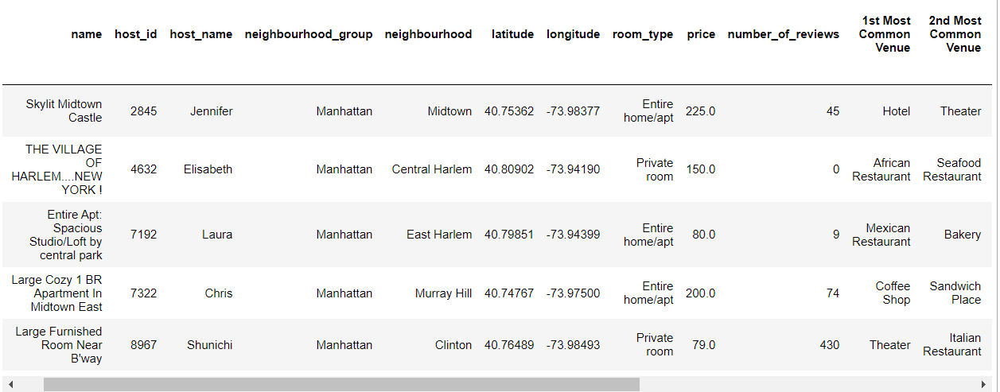 name host_id host_name neighbourhood_group neighbourhood latitude longitude room_type price number_of_reviews 1st Most Common Venue 2nd Most Common Venue
Skylit Midtown Castle 2845 Jennifer Manhattan Midtown 40.75362 -73.98377 Entire home/apt 225.0 45 Hotel Theater
THE VILLAGE OF HARLEM....NEW YORK ! 4632 Elisabeth Manhattan Central Harlem 40.80902 -73.94190 Private room 150.0 0 African Restaurant Seafood Restaurant
Entire Apt: Spacious Studio/Loft by central park 7192 Laura Manhattan East Harlem 40.79851 -73.94399 Entire home/apt 80.0 9 Mexican Restaurant Bakery
Large Cozy 1 BR Apartment In Midtown East 7322 Chris Manhattan Murray Hill 40.74767 -73.97500 Entire home/apt 200.0 74 Coffee Shop Sandwich Place
Large Furnished Room Near B'way 8967 Shunichi Manhattan Clinton 40.76489 -73.98493 Private room 79.0 430 Theater Italian Restaurant